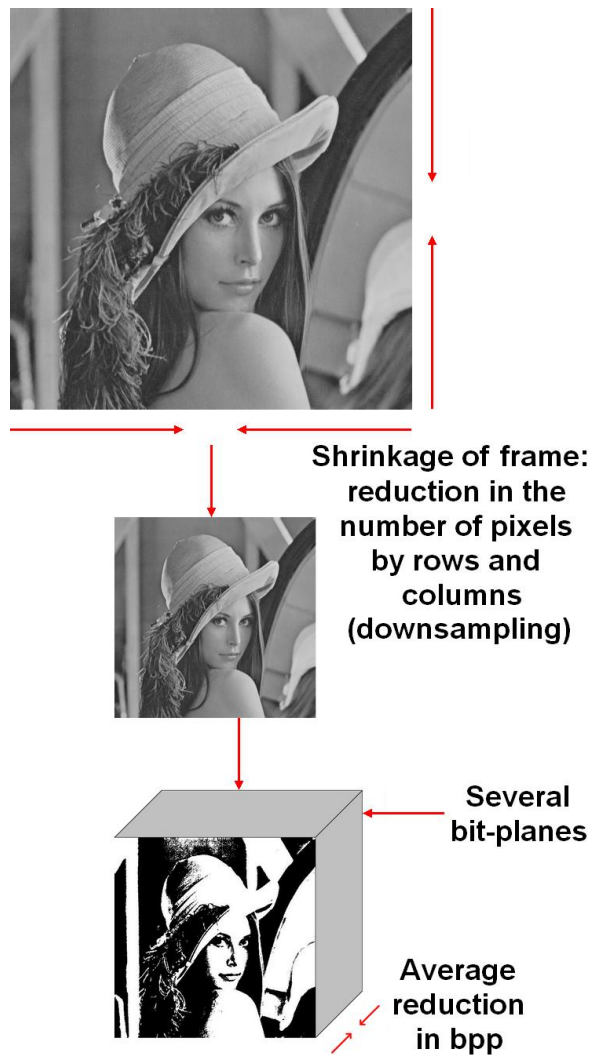 Shrinkage of frame:
reduction in the
number of pixels
by rows and
columns
(downsampling)
Several
bit-planes
Average
reduction
in bpp